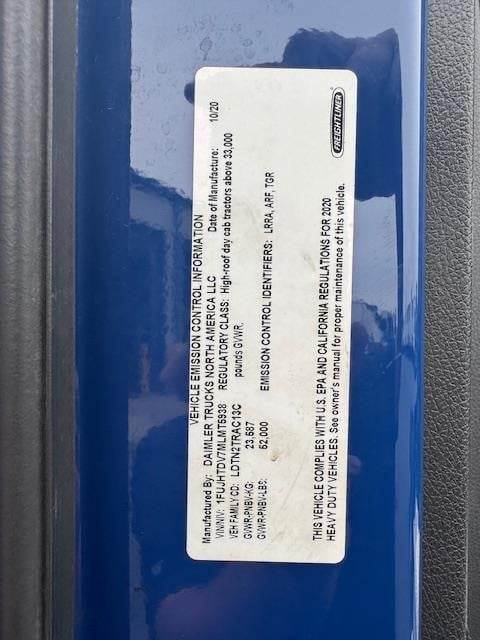 VEHICLE EMISSION CONTROL INFORMATION
Manufactured By: DAIMLER TRUCKS NORTH AMERICA LLC Date of Manufacture: 10/20
VIN/NIV: 1FUJHTDV7MLMT5938 REGULATORY CLASS: High-roof day cab tractors above 33,000
VEH FAMILY CD: LDTN2TRAC13C pounds GVWR.
GVWR-PNBV-KG: 23,587
GVWR-PNBV-LBS: 52,000 EMISSION CONTROL IDENTIFIERS: LRRA, ARF, TGR
THIS VEHICLE COMPLIES WITH U.S. EPA AND CALIFORNIA REGULATIONS FOR 2020
HEAVY DUTY VEHICLES. See owner's manual for proper maintenance of this vehicle.
FREIGHTLINER